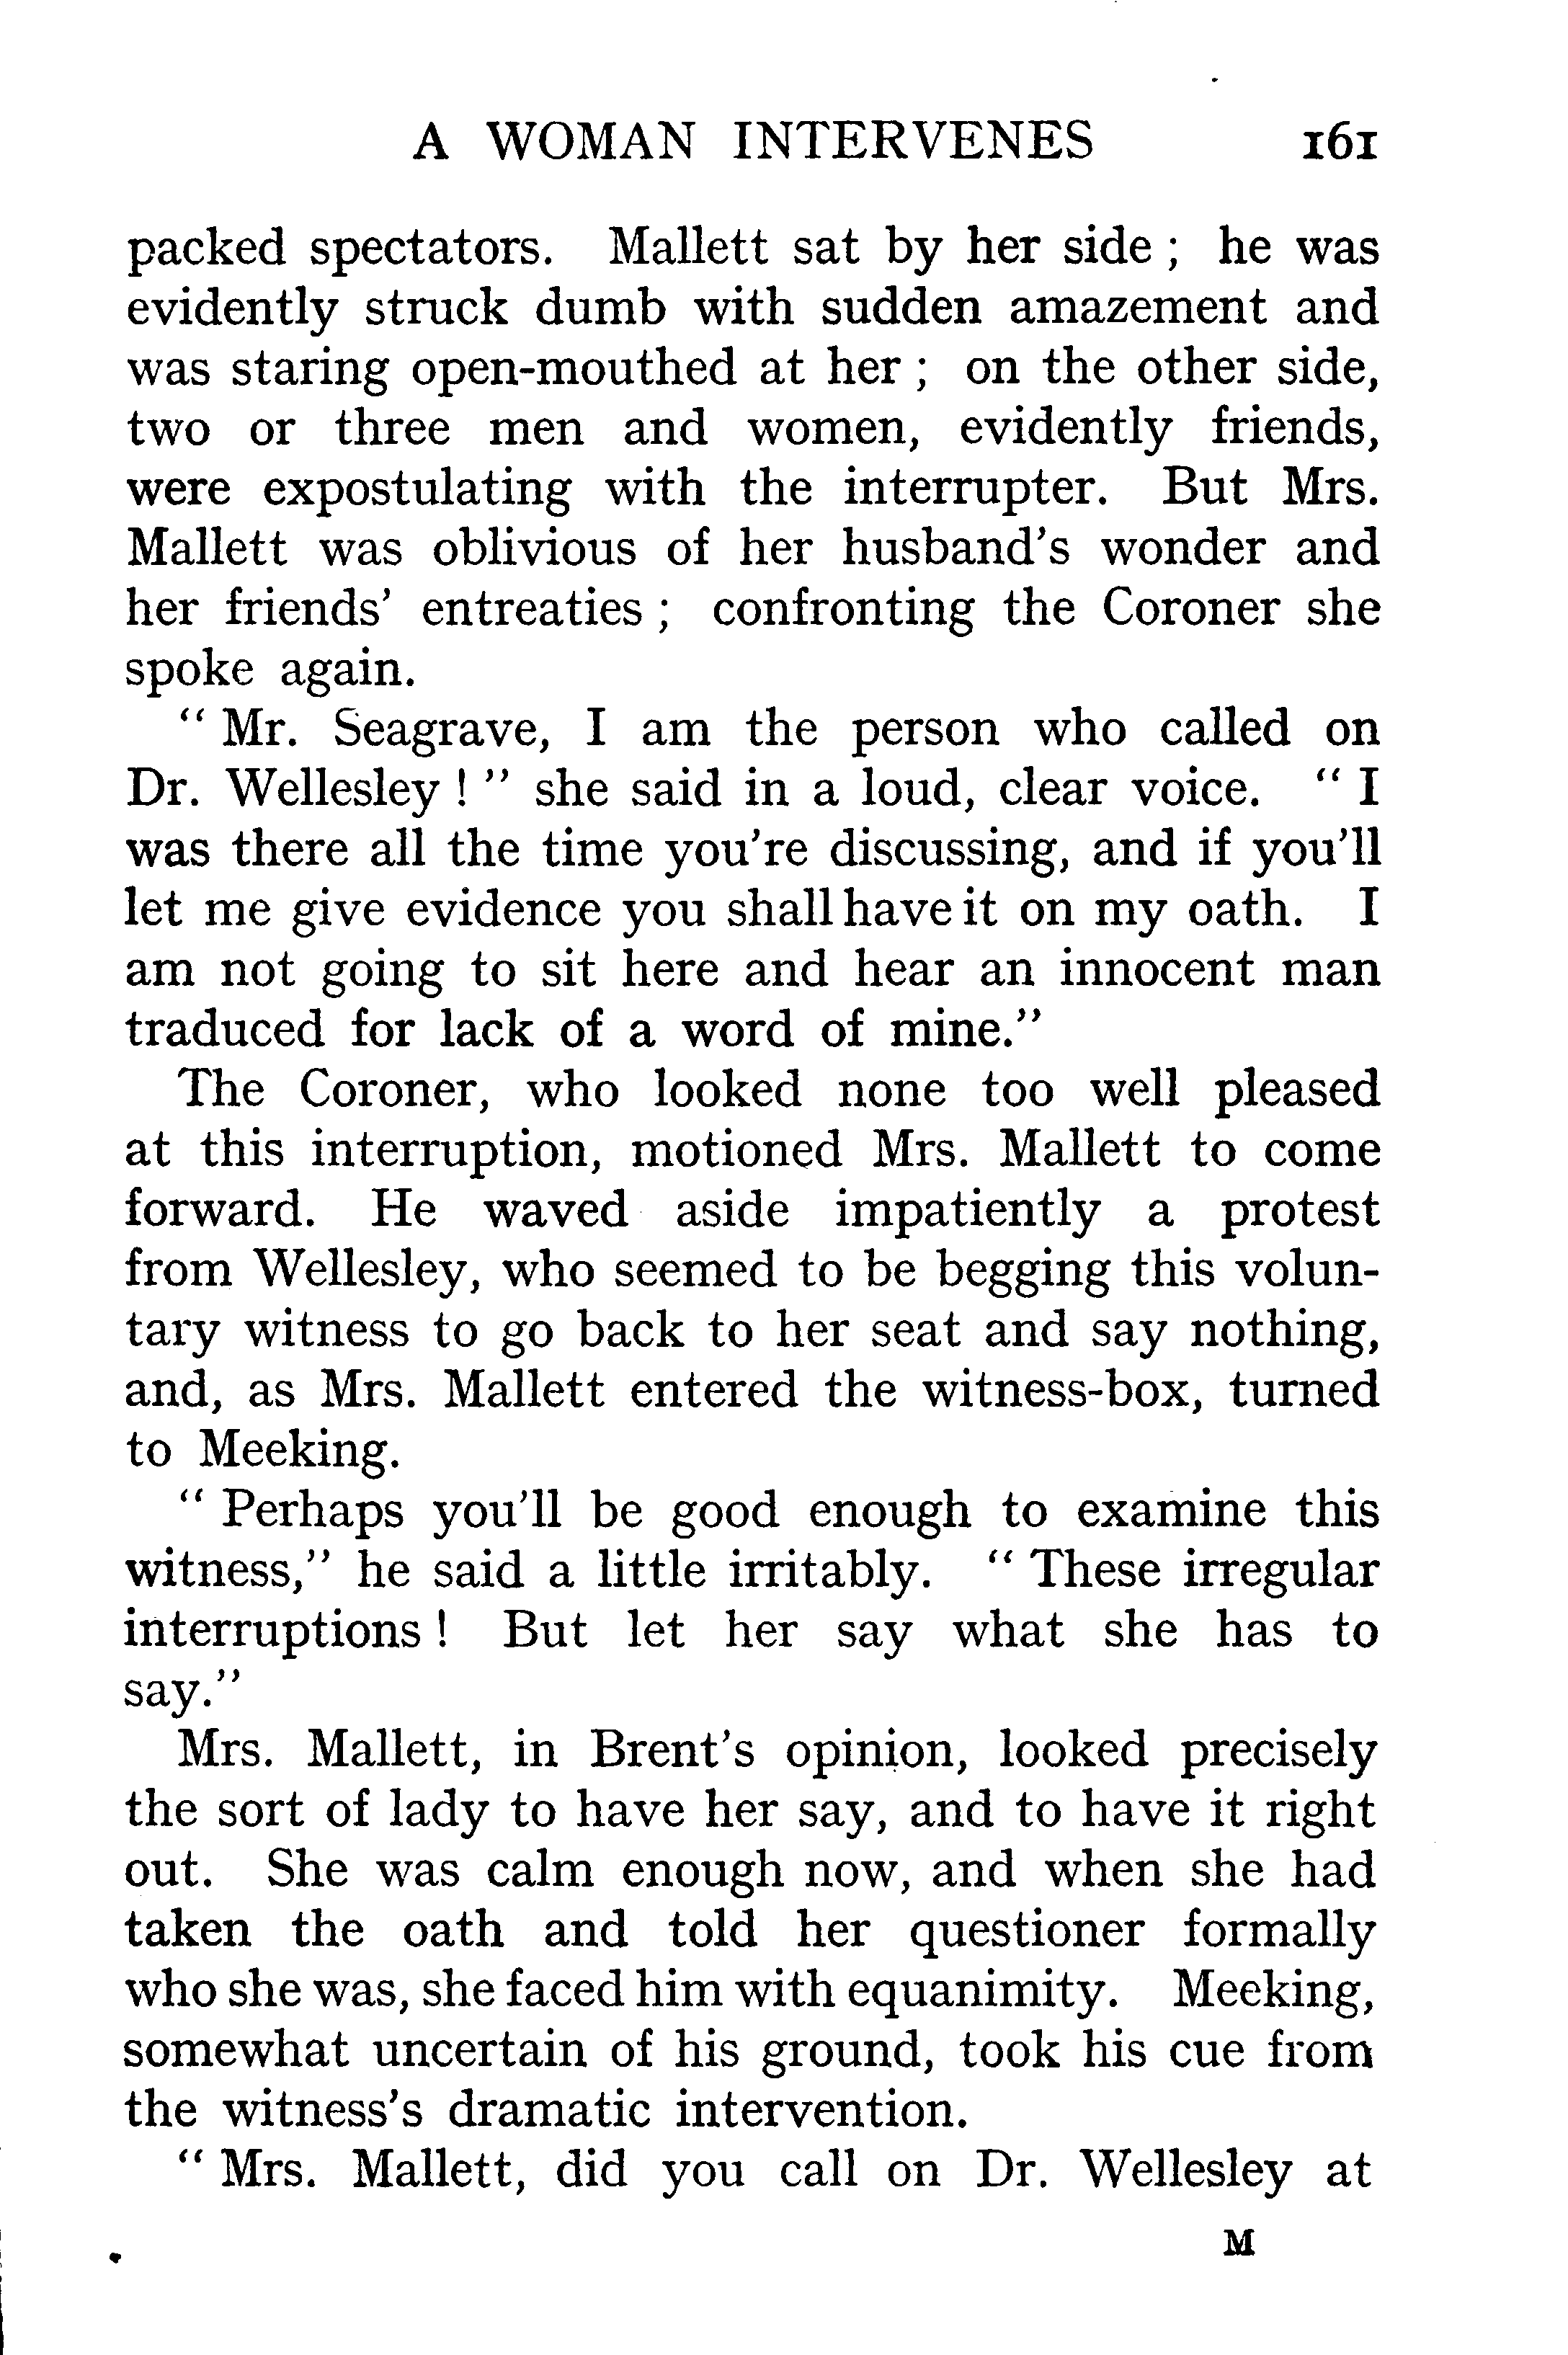 A WOMAN INTERVENES 161
packed spectators. Mallett sat by her side ; he was
evidently struck dumb with sudden amazement and
was staring open-mouthed at her ; on the other side,
two or three men and women, evidently friends,
were expostulating with the interrupter. But Mrs.
Mallett was oblivious of her husband's wonder and
her friends' entreaties ; confronting the Coroner she
spoke again.
" Mr. Seagrave, I am the person who called on
Dr. Wellesley ! " she said in a loud, clear voice. " I
was there all the time you're discussing, and if you'll
let me give evidence you shall have it on my oath. I
am not going to sit here and hear an innocent man
traduced for lack of a word of mine."
The Coroner, who looked none too well pleased
at this interruption, motioned Mrs. Mallett to come
forward. He waved aside impatiently a protest
from Wellesley, who seemed to be begging this volun-
tary witness to go back to her seat and say nothing,
and, as Mrs. Mallett entered the witness-box, turned
to Meeking.
" Perhaps you'll be good enough to examine this
witness," he said a little irritably. " These irregular
interruptions ! But let her say what she has to
say."
Mrs. Mallett, in Brent's opinion, looked precisely
the sort of lady to have her say, and to have it right
out. She was calm enough now, and when she had
taken the oath and told her questioner formally
who she was, she faced him with equanimity. Meeking,
somewhat uncertain of his ground, took his cue from
the witness's dramatic intervention.
" Mrs. Mallett, did you call on Dr. Wellesley at
M